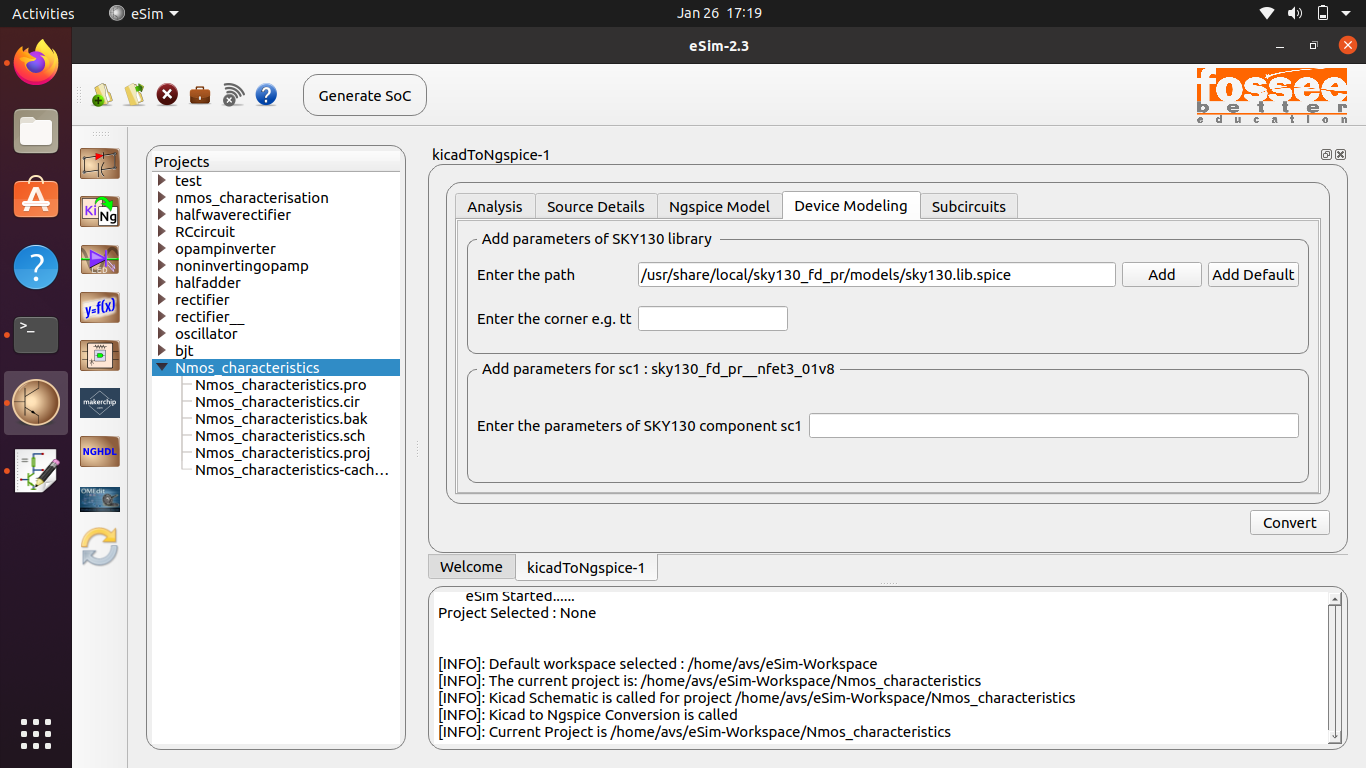 Activities
eSim
Jan 26 17:19
eSim-2.3
Generate SoC
fossee
better
education
Projects
test
nmos_characterisation
halfwaverectifier
RCcircuit
opampinverter
noninvertingopamp
halfadder
rectifier
rectifier__
oscillator
bjt
Nmos_characteristics
Nmos_characteristics.pro
Nmos_characteristics.cir
Nmos_characteristics.bak
Nmos_characteristics.sch
Nmos_characteristics.proj
Nmos_characteristics-cach...
Ki
Ng
LED
y=f(x)
makerchip
NGHDL
OMEdit
kicadToNgspice-1
Analysis
Source Details
Ngspice Model
Device Modeling
Subcircuits
Add parameters of SKY130 library
Enter the path
/usr/share/local/sky130_fd_pr/models/sky130.lib.spice
Add
Add Default
Enter the corner e.g. tt
Add parameters for sc1 : sky130_fd_pr__nfet3_01v8
Enter the parameters of SKY130 component sc1
Convert
Welcome
kicadToNgspice-1
eSim Started......
Project Selected : None
[INFO]: Default workspace selected : /home/avs/eSim-Workspace
[INFO]: The current project is: /home/avs/eSim-Workspace/Nmos_characteristics
[INFO]: Kicad Schematic is called for project /home/avs/eSim-Workspace/Nmos_characteristics
[INFO]: Kicad to Ngspice Conversion is called
[INFO]: Current Project is /home/avs/eSim-Workspace/Nmos_characteristics